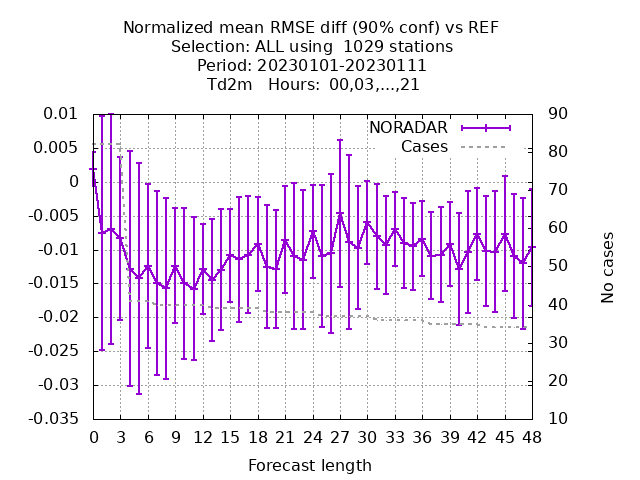 Normalized mean RMSE diff (90% conf) vs REF
Selection: ALL using  1029 stations
Period: 20230101-20230111
Td2m   Hours:  00,03,...,21
NORADAR
Cases
0.01
0.005
0
-0.005
-0.01
-0.015
-0.02
-0.025
-0.03
-0.035
90
80
70
60
50
40
30
20
10
No cases
0 3 6 9 12 15 18 21 24 27 30 33 36 39 42 45 48
Forecast length